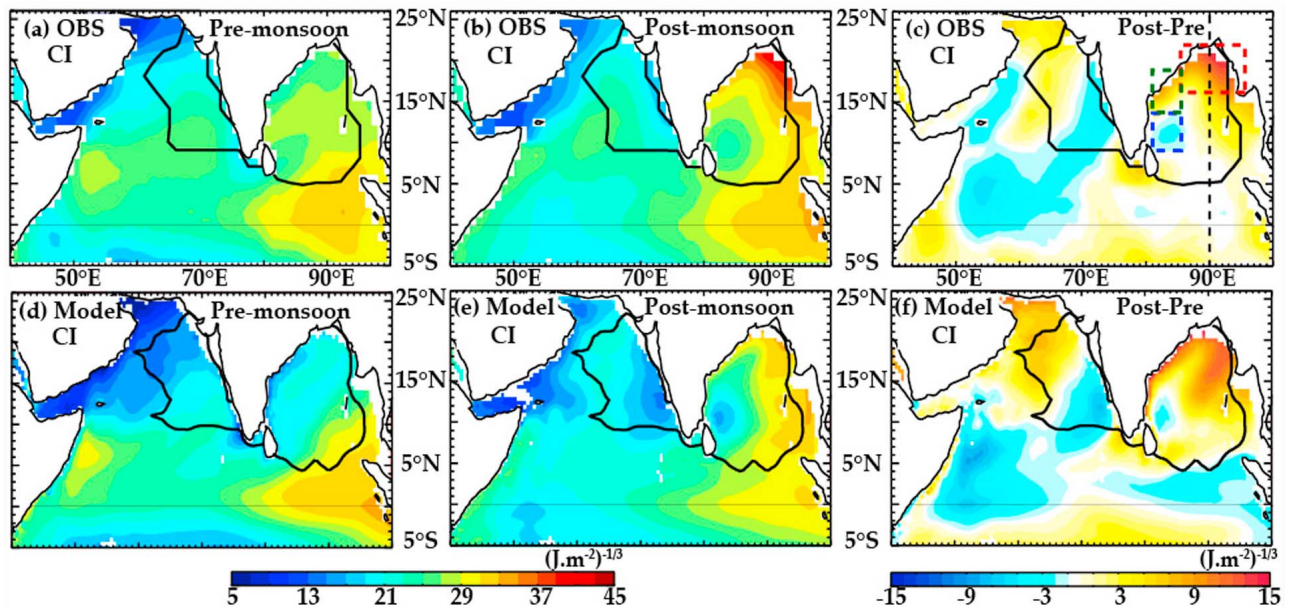 (a) OBS CI Pre-monsoon
(b) OBS CI Post-monsoon
(c) OBS CI Post-Pre
25°N
25°N
15°N
15°N
5°N
5°N
5°S
5°S
50°E 70°E 90°E
50°E 70°E 90°E
50°E 70°E 90°E
(d) Model CI Pre-monsoon
(e) Model CI Post-monsoon
(f) Model CI Post-Pre
25°N
25°N
15°N
15°N
5°N
5°N
5°S
5°S
(J.m-2)-1/3
(J.m-2)-1/3
5 13 21 29 37 45
-15 -9 -3 3 9 15